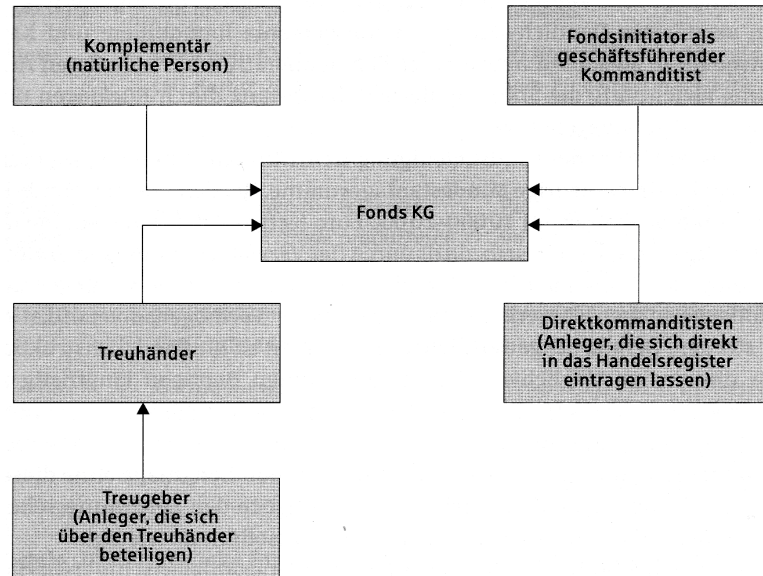 Komplementär
(natürliche Person)
Fondsinitiator als
geschäftsführender
Kommanditist
Fonds KG
Treuhänder
Direktkommanditisten
(Anleger, die sich direkt
in das Handelsregister
eintragen lassen)
Treugeber
(Anleger, die sich
über den Treuhänder
beteiligen)